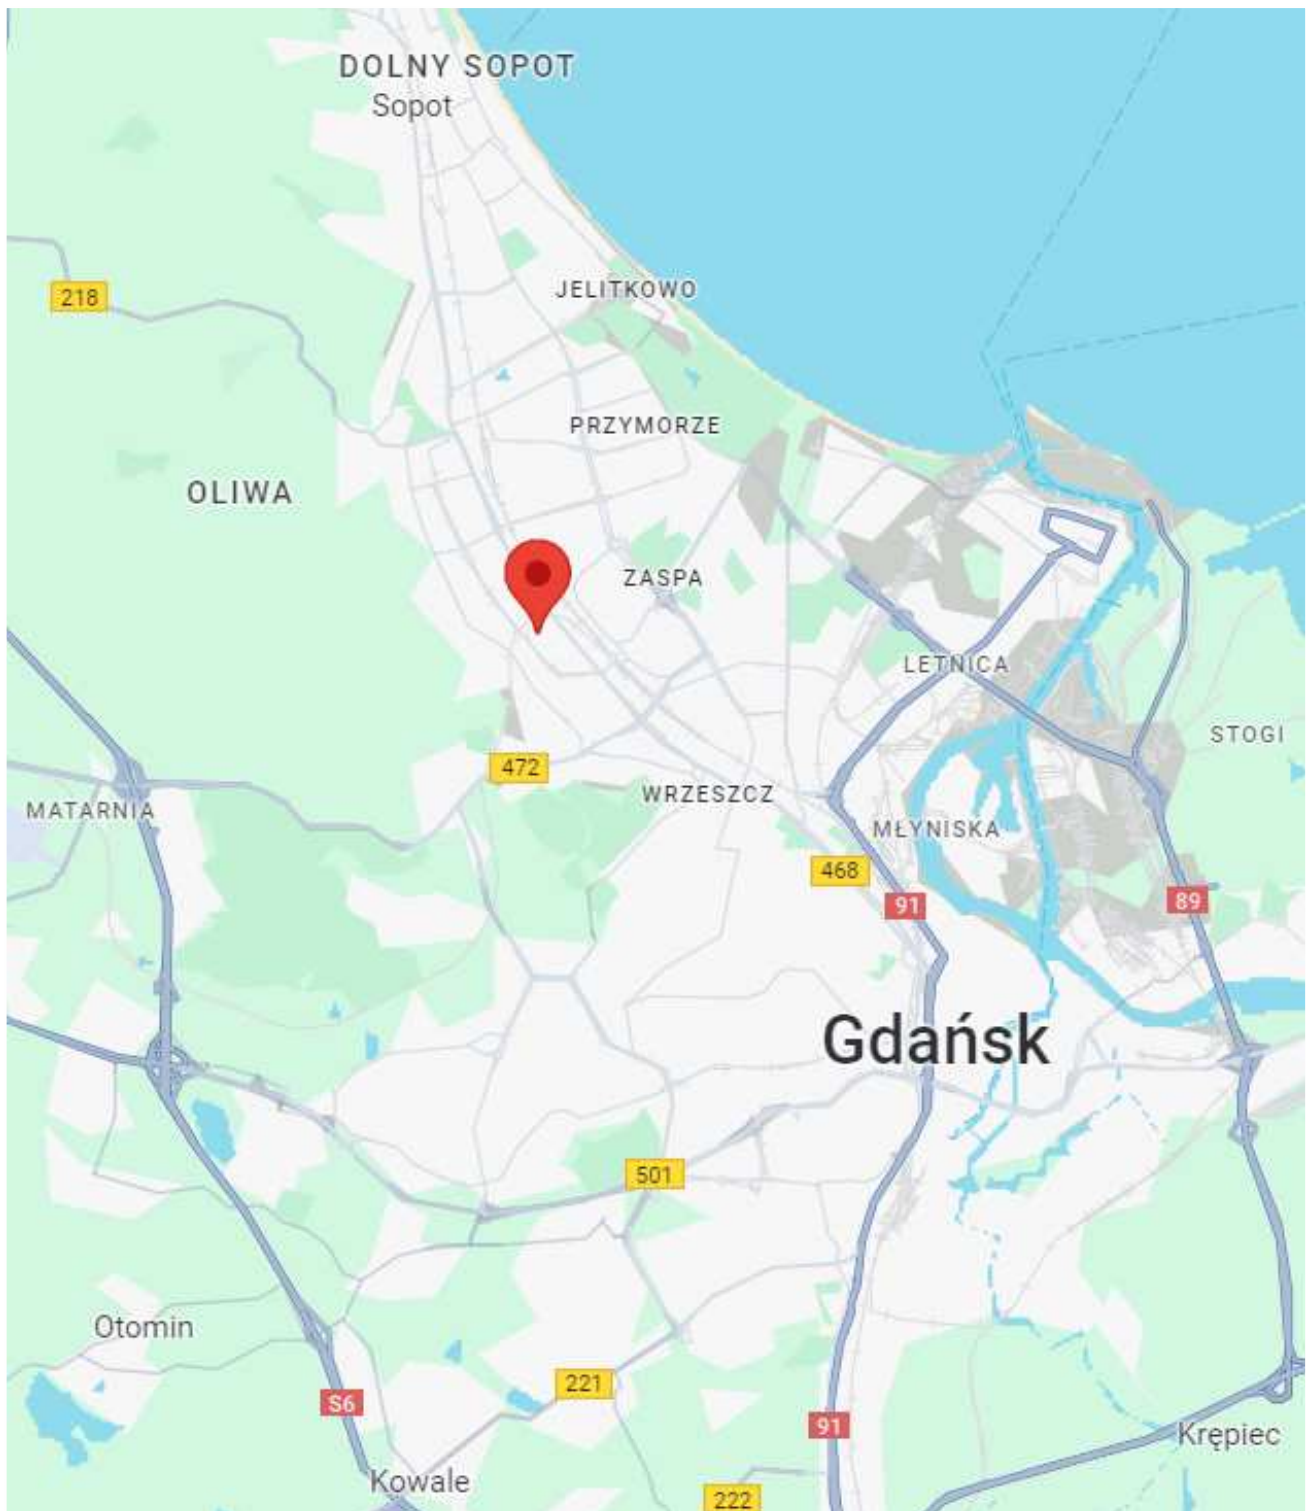 DOLNY SOPOT
Sopot
218
JELITKOWO
PRZYMORZE
OLIWA
ZASPA
LETNICA
STOGI
472
MATARNIA
WRZESZCZ
MŁYNISKA
468
91
89
Gdańsk
501
Otomin
221
S6
91
Krępiec
Kowale
222